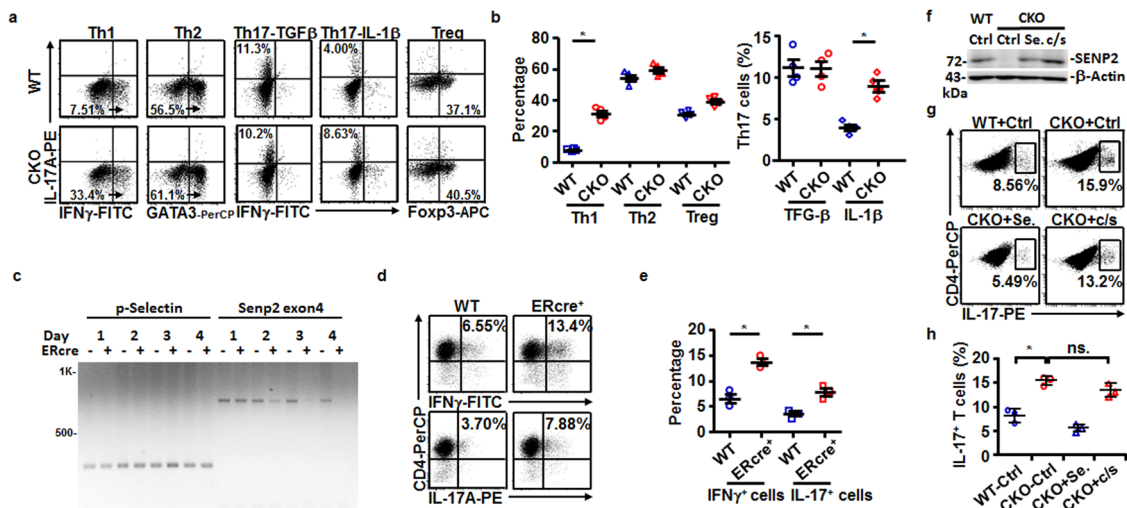 a
Th1 Th2 Th17-TGFβ Th17-IL-1β Treg
WT
11.3% 4.00%
7.51% 56.5% 37.1%
CKO
IL-17A-PE
10.2% 8.63%
33.4% 61.1% 40.5%
IFNγ-FITC GATA3-PerCP IFNγ-FITC Foxp3-APC
b
Percentage
80
60
40
20
0
WT CKO WT CKO WT CKO
Th1 Th2 Treg
*
Th17 cells (%)
20
15
10
5
0
WT CKO WT CKO
TFG-β IL-1β
*
c
p-Selectin Senp2 exon4
Day 1 2 3 4 1 2 3 4
ERcre - + - + - + - + - + - + - + - +
1K-
500-
d
WT ERcre+
6.55% 13.4%
IFNγ-FITC
CD4-PerCP
3.70% 7.88%
IL-17A-PE
e
Percentage
20
15
10
5
0
* *
WT ERcre+ WT ERcre+
IFNγ+ cells IL-17+ cells
f
WT CKO
Ctrl Ctrl Se. c/s
72- -SENP2
43- -β-Actin
kDa
g
WT+Ctrl CKO+Ctrl
8.56% 15.9%
CKO+Se. CKO+c/s
5.49% 13.2%
CD4-PerCP
IL-17-PE
h
IL-17+ T cells (%)
20
15
10
5
0
* ns.
WT-Ctrl CKO-Ctrl CKO+Se. CKO+c/s